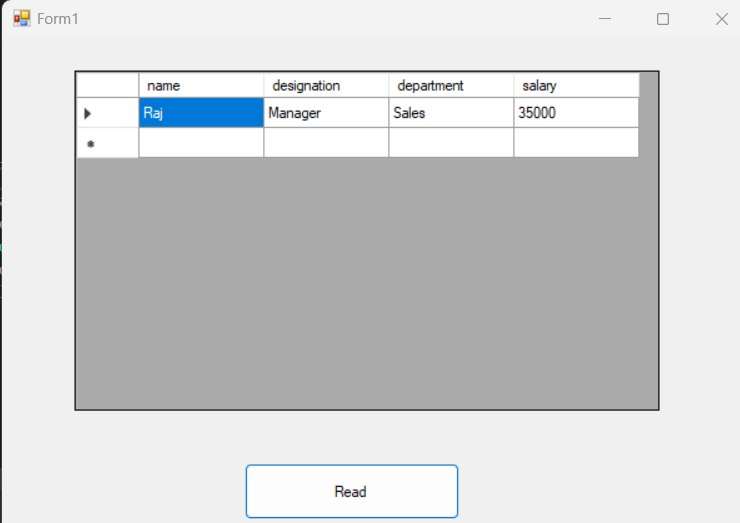 Form1
name designation department salary
Raj Manager Sales 35000
Read